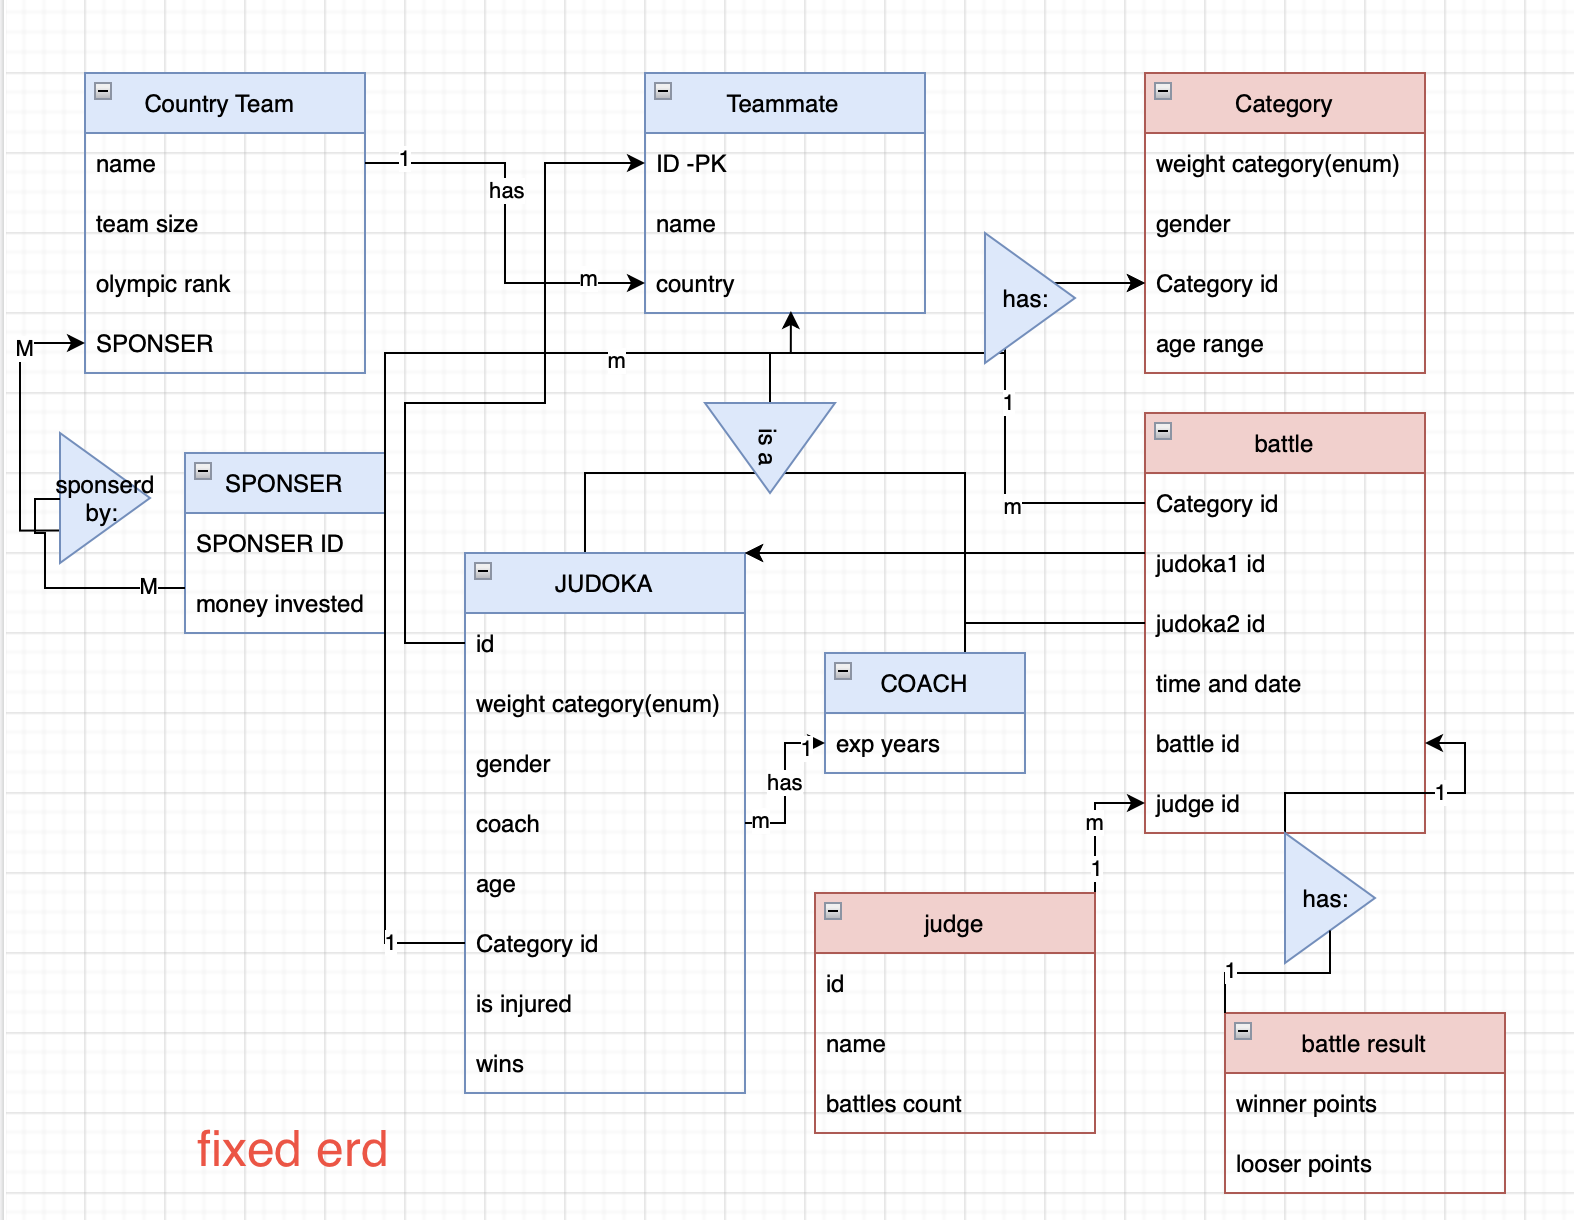 Country Team
name
team size
olympic rank
SPONSER
1
has
m
Teammate
ID -PK
name
country
Category
weight category(enum)
gender
Category id
age range
has:
m
1
m
M
sponserd
by:
M
SPONSER
SPONSER ID
money invested
is a
battle
Category id
judoka1 id
judoka2 id
time and date
battle id
judge id
JUDOKA
id
weight category(enum)
gender
coach
age
Category id
is injured
wins
1
m
has
1
COACH
exp years
m
1
1
judge
id
name
battles count
has:
1
battle result
winner points
looser points
fixed erd